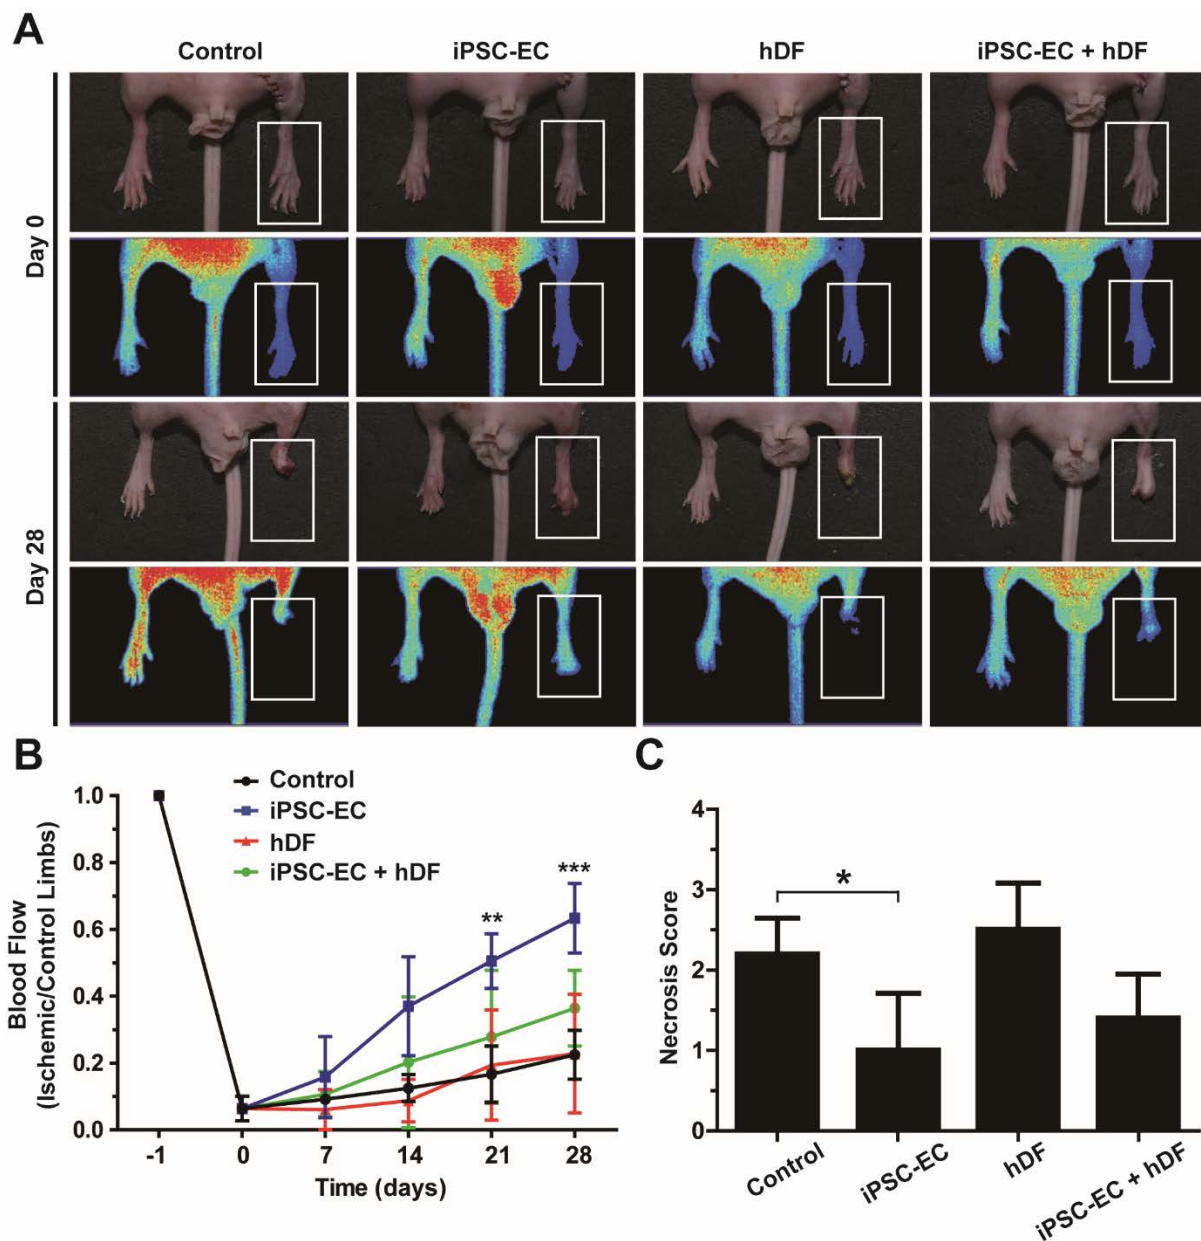 A
Control
iPSC-EC
hDF
iPSC-EC + hDF
Day 0
Day 28
B
Control
iPSC-EC
hDF
iPSC-EC + hDF
Blood Flow
(Ischemic/Control Limbs)
1.0
0.8
0.6
0.4
0.2
0.0
**
***
-1
0
7
14
21
28
Time (days)
C
Necrosis Score
4
3
2
1
0
*
Control
iPSC-EC
hDF
iPSC-EC + hDF